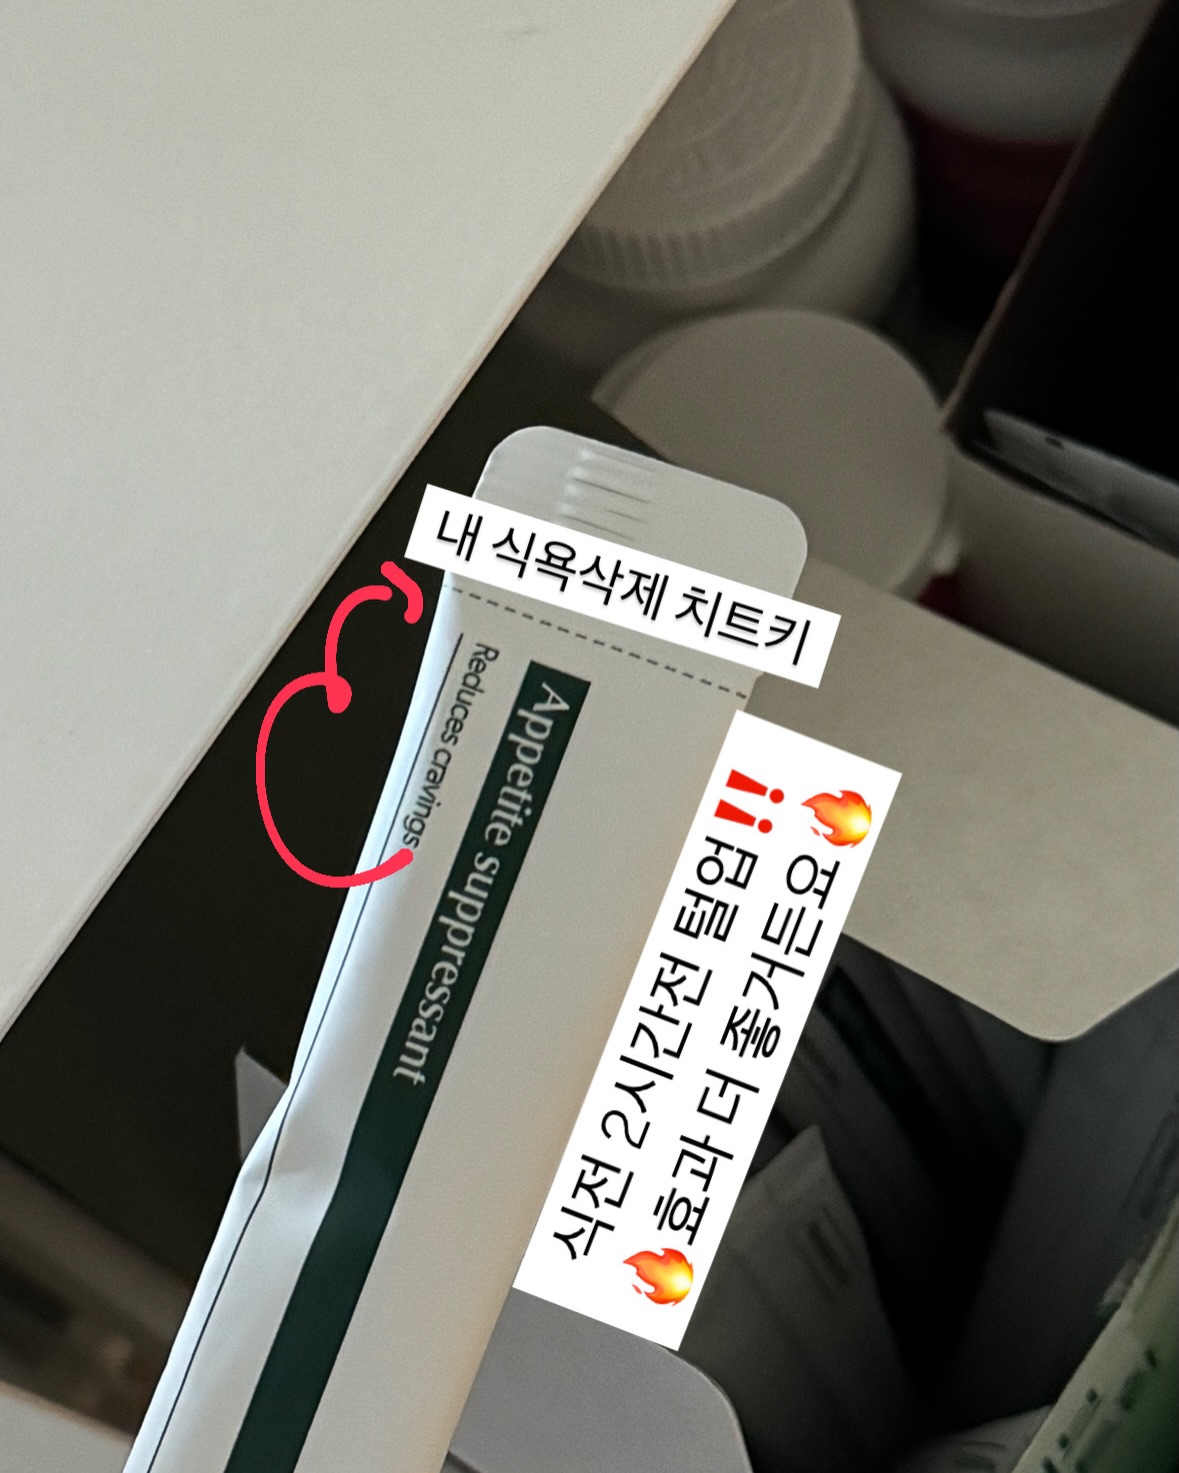 내 식욕삭제 치트키
Appetite suppressant
Reduces cravings
식전 2시간전 털업‼️
🔥효과 더 좋거든요🔥